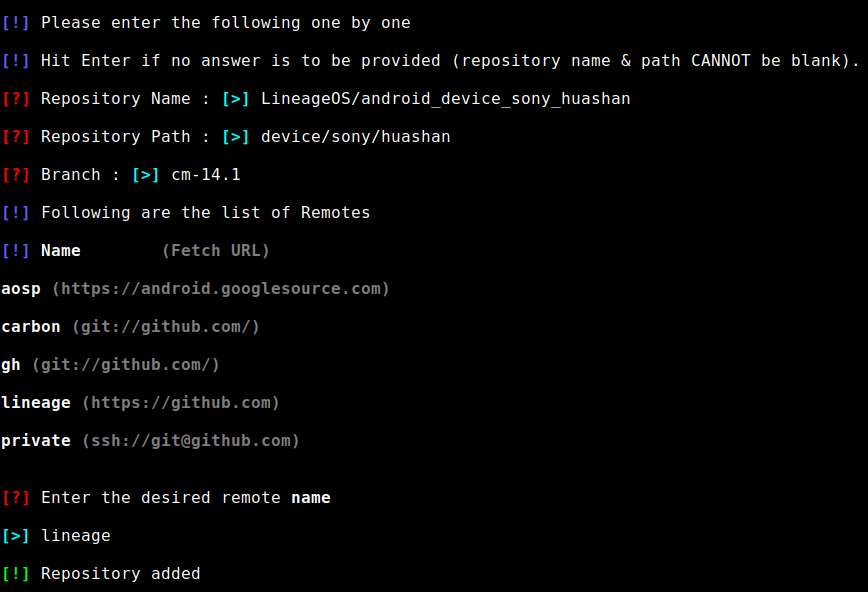 [!] Please enter the following one by one
[!] Hit Enter if no answer is to be provided (repository name & path CANNOT be blank).
[?] Repository Name : [>] LineageOS/android_device_sony_huashan
[?] Repository Path : [>] device/sony/huashan
[?] Branch : [>] cm-14.1
[!] Following are the list of Remotes
[!] Name (Fetch URL)
aosp (https://android.googlesource.com)
carbon (git://github.com/)
gh (git://github.com/)
lineage (https://github.com)
private (ssh://git@github.com)
[?] Enter the desired remote name
[>] lineage
[!] Repository added